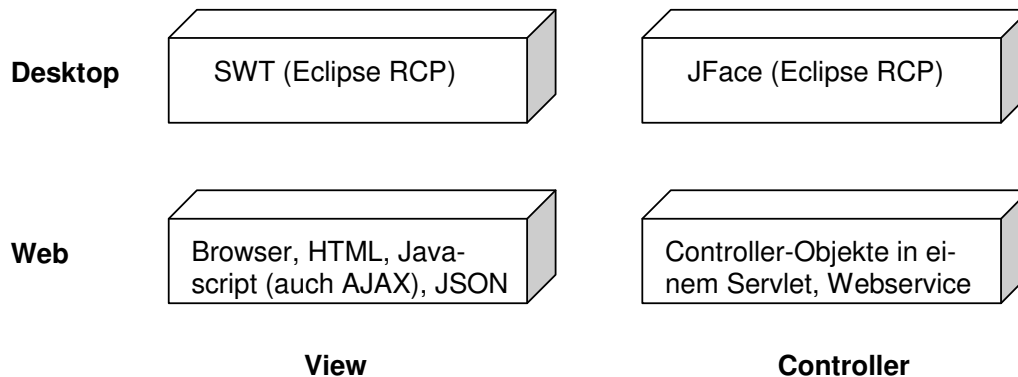 Desktop
SWT (Eclipse RCP)
JFace (Eclipse RCP)
Web
Browser, HTML, Java-
script (auch AJAX), JSON
Controller-Objekte in ei-
nem Servlet, Webservice
View
Controller